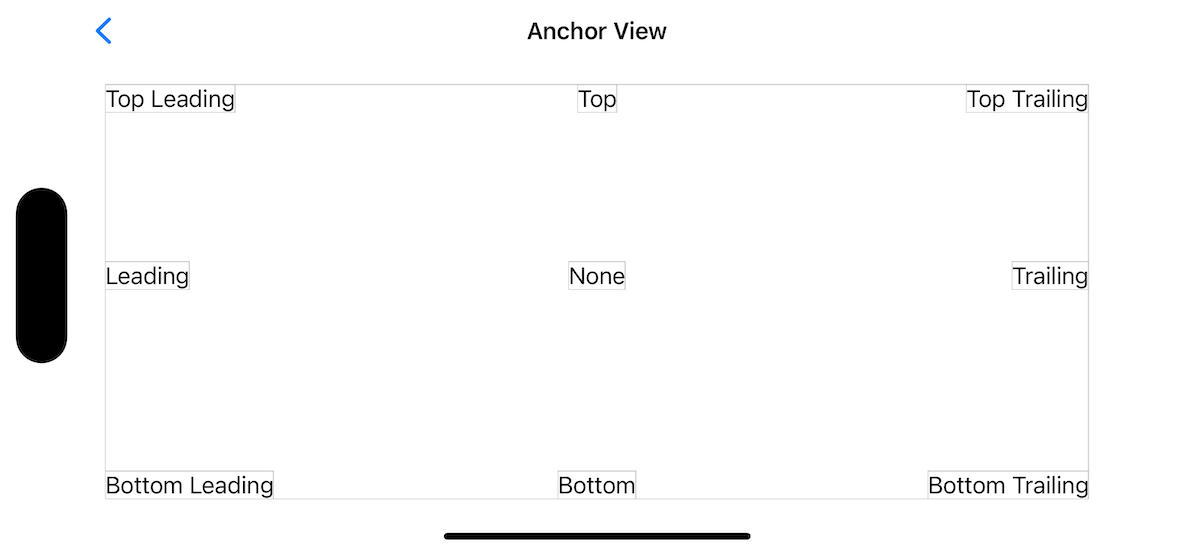 Anchor View
Top Leading
Top
Top Trailing
Leading
None
Trailing
Bottom Leading
Bottom
Bottom Trailing